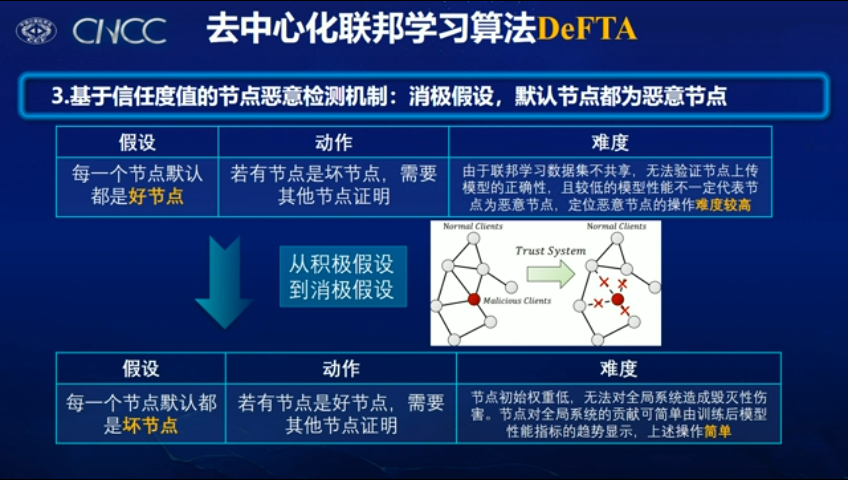 CNCC 去中心化联邦学习算法DeFTA
3.基于信任度值的节点恶意检测机制：消极假设，默认节点都为恶意节点
假设 动作 难度
每一个节点默认
都是好节点
若有节点是坏节点，需要
其他节点证明
由于联邦学习数据集不共享，无法验证节点上传
模型的正确性，且较低的模型性能不一定代表节
点为恶意节点，定位恶意节点的操作难度较高
从积极假设
到消极假设
Normal Clients
Trust System
Normal Clients
Malicious Clients
假设 动作 难度
每一个节点默认都
是坏节点
若有节点是好节点，需要
其他节点证明
节点初始权重低，无法对全局系统造成毁灭性伤
害。节点对全局系统的贡献可简单由训练后模型
性能指标的趋势显示，上述操作简单